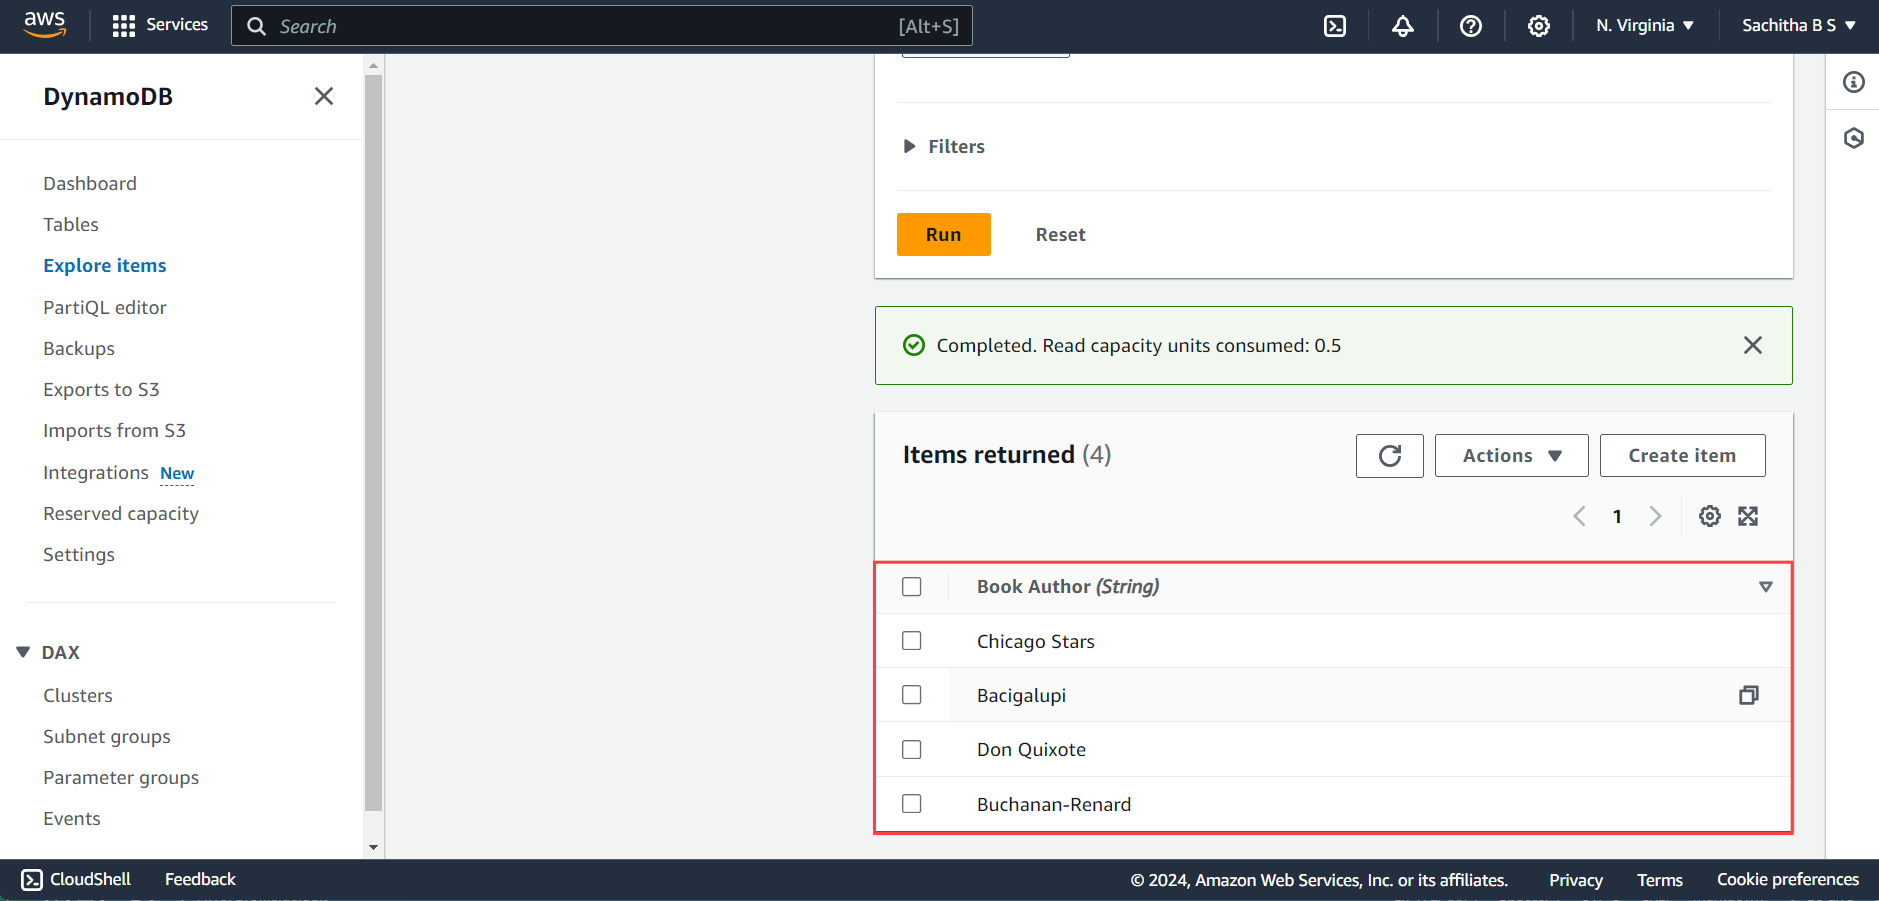 aws
Services
Search
[Alt+S]
N. Virginia
Sachitha B S
DynamoDB
Dashboard
Tables
Explore items
PartiQL editor
Backups
Exports to S3
Imports from S3
Integrations New
Reserved capacity
Settings
DAX
Clusters
Subnet groups
Parameter groups
Events
Filters
Run
Reset
Completed. Read capacity units consumed: 0.5
Items returned (4)
Actions
Create item
1
Book Author (String)
Chicago Stars
Bacigalupi
Don Quixote
Buchanan-Renard
CloudShell
Feedback
© 2024, Amazon Web Services, Inc. or its affiliates.
Privacy
Terms
Cookie preferences